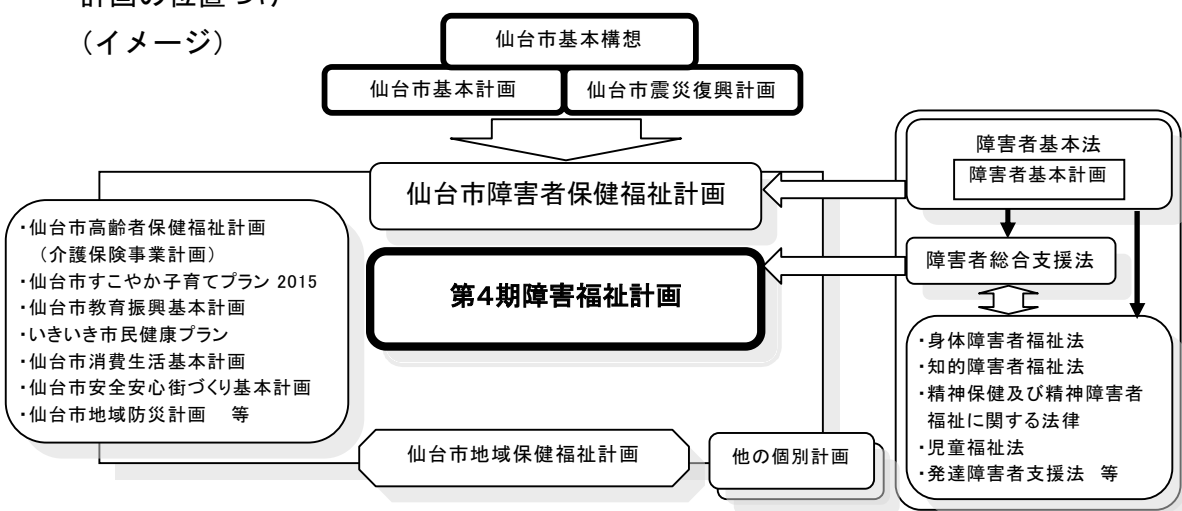 計画の位置づけ
(イメージ)
仙台市基本構想
仙台市基本計画
仙台市震災復興計画
仙台市障害者保健福祉計画
第4期障害福祉計画
・仙台市高齢者保健福祉計画
(介護保険事業計画)
・仙台市すこやか子育てプラン 2015
・仙台市教育振興基本計画
・いきいき市民健康プラン
・仙台市消費生活基本計画
・仙台市安全安心街づくり基本計画
・仙台市地域防災計画 等
仙台市地域保健福祉計画
他の個別計画
障害者基本法
障害者基本計画
障害者総合支援法
・身体障害者福祉法
・知的障害者福祉法
・精神保健及び精神障害者
福祉に関する法律
・児童福祉法
・発達障害者支援法 等